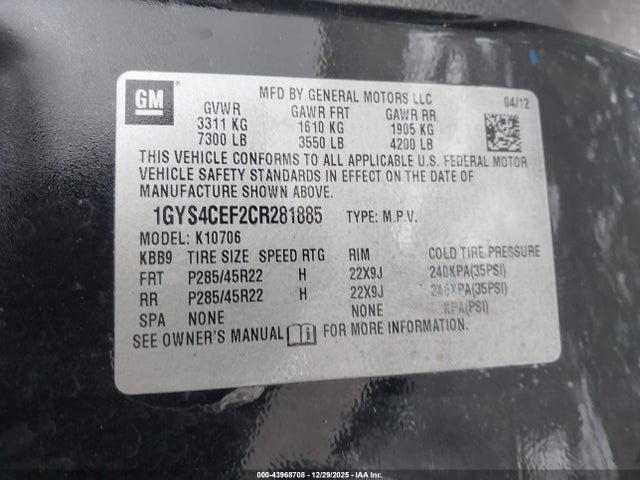 GM
MFD BY GENERAL MOTORS LLC 04/12
GVWR GAWR FRT GAWR RR
3311 KG 1610 KG 1905 KG
7300 LB 3550 LB 4200 LB
THIS VEHICLE CONFORMS TO ALL APPLICABLE U.S. FEDERAL MOTOR
VEHICLE SAFETY STANDARDS IN EFFECT ON THE DATE OF
MANUFACTURE SHOWN ABOVE.
1GYS4CEF2CR281885 TYPE: M.P.V.
MODEL: K10706
KBB9 TIRE SIZE SPEED RTG RIM COLD TIRE PRESSURE
FRT P285/45R22 H 22X9J 240KPA(35PSI)
RR P285/45R22 H 22X9J 240KPA(35PSI)
SPA NONE NONE KPA(PSI)
SEE OWNER'S MANUAL FOR MORE INFORMATION.
000-43968708 - 12/29/2025 - IAA Inc.